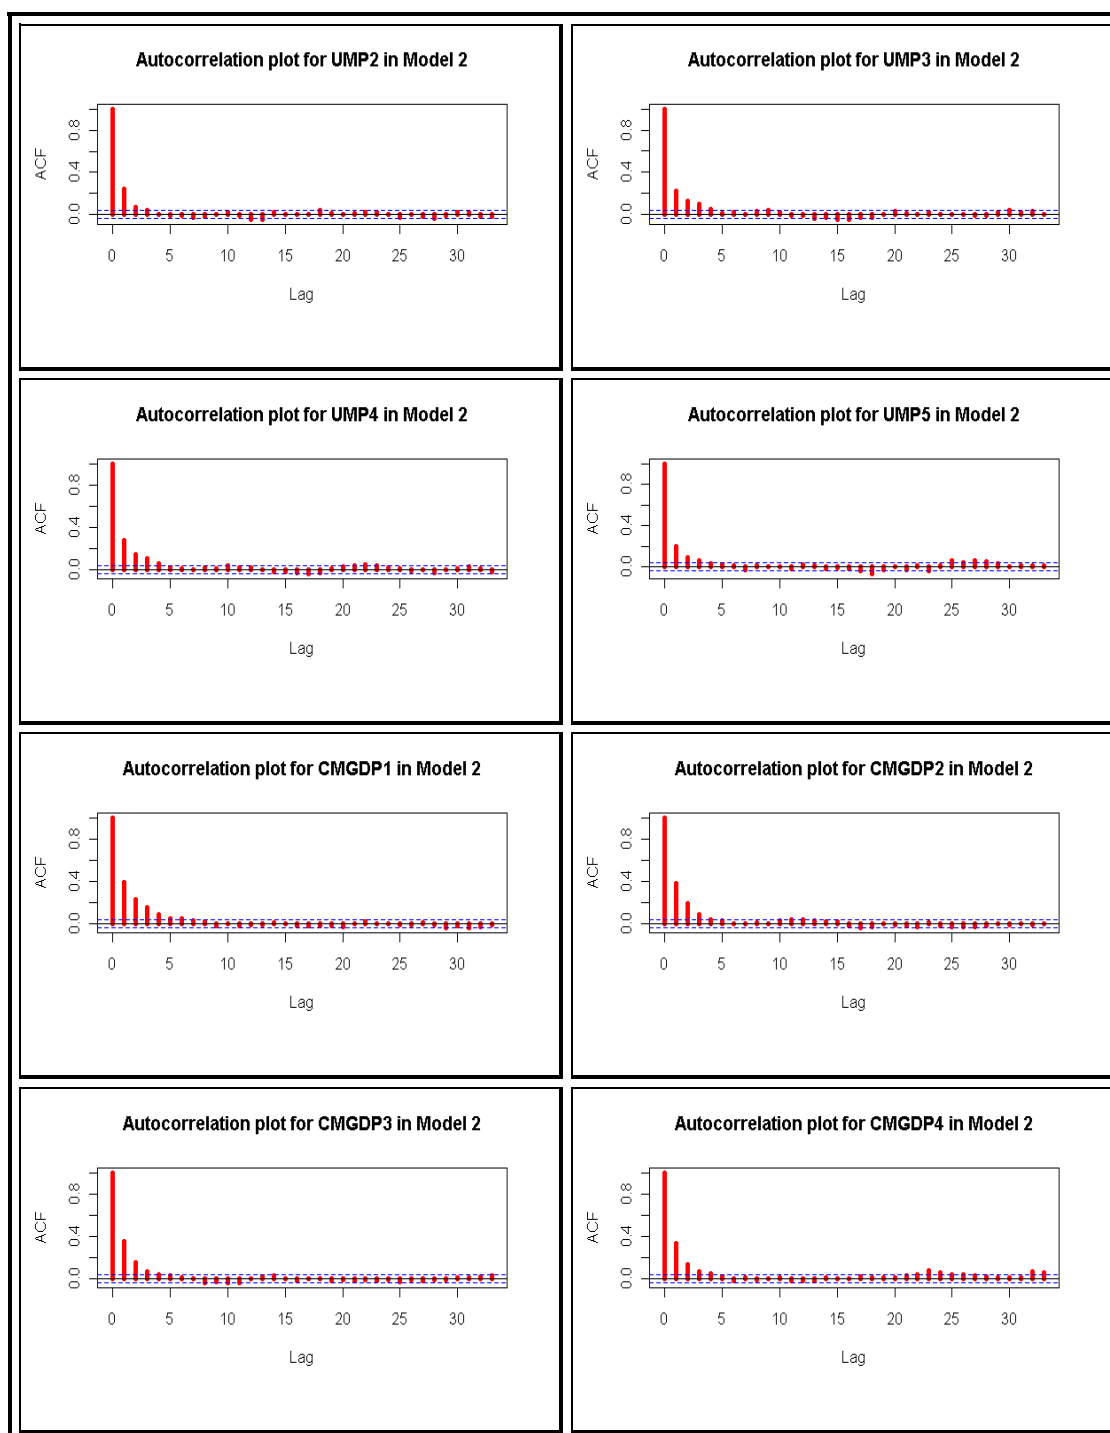 Autocorrelation plot for UMP2 in Model 2
ACF
0.8
0.4
0.0
0 5 10 15 20 25 30
Lag
Autocorrelation plot for UMP3 in Model 2
ACF
0.8
0.4
0.0
0 5 10 15 20 25 30
Lag
Autocorrelation plot for UMP4 in Model 2
ACF
0.8
0.4
0.0
0 5 10 15 20 25 30
Lag
Autocorrelation plot for UMP5 in Model 2
ACF
0.8
0.4
0.0
0 5 10 15 20 25 30
Lag
Autocorrelation plot for CMGDP1 in Model 2
ACF
0.8
0.4
0.0
0 5 10 15 20 25 30
Lag
Autocorrelation plot for CMGDP2 in Model 2
ACF
0.8
0.4
0.0
0 5 10 15 20 25 30
Lag
Autocorrelation plot for CMGDP3 in Model 2
ACF
0.8
0.4
0.0
0 5 10 15 20 25 30
Lag
Autocorrelation plot for CMGDP4 in Model 2
ACF
0.8
0.4
0.0
0 5 10 15 20 25 30
Lag